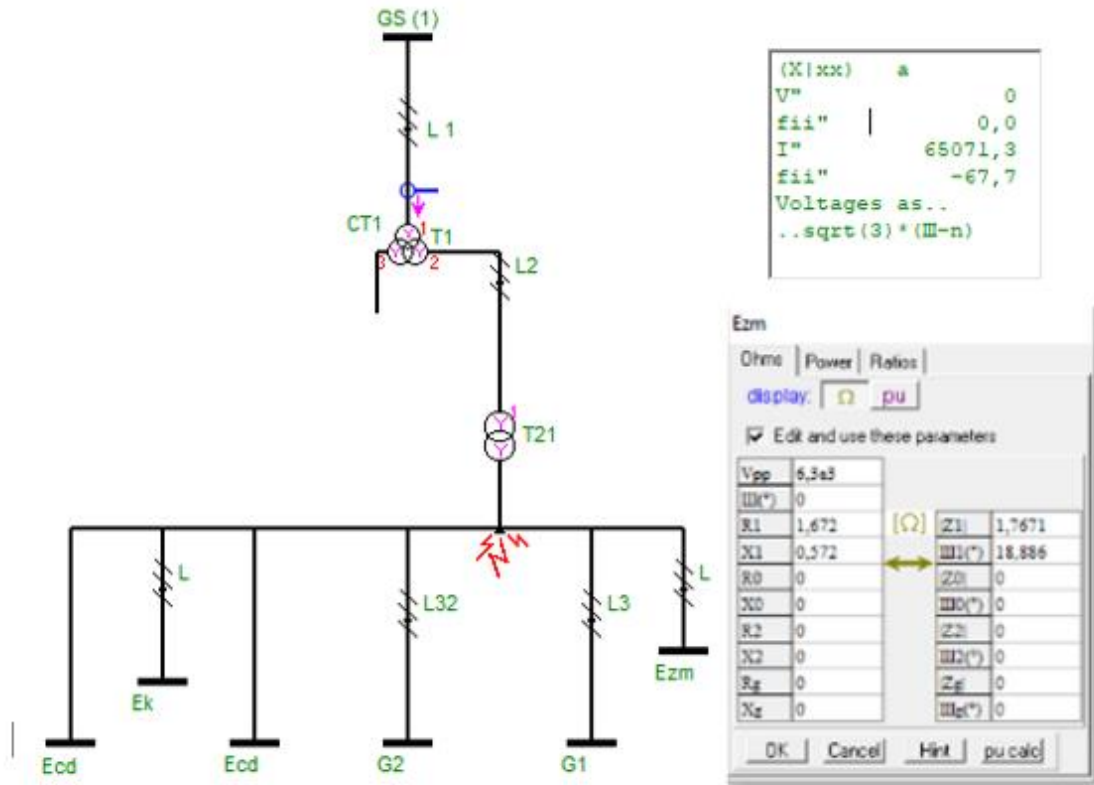 GS (1)
L 1
CT1
1
T1
3
2
L2
1
T21
L
L32
L3
L
Ek
Ezm
Ecd
Ecd
G2
G1
(X|xx) a
V" 0
fii" 0,0
I" 65071,3
fii" -67,7
Voltages as..
..sqrt(3)*(Ш-n)
Ezm
Ohms Power Ratios
display: Ω pu
Edit and use these parameters
Vpp 6,3a3
Ш(°) 0
R1 1,672 [Ω] |Z1| 1,7671
X1 0,572 Ш1(°) 18,886
R0 0 |Z0| 0
X0 0 Ш0(°) 0
R2 0 |Z2| 0
X2 0 Ш2(°) 0
Rg 0 |Zg| 0
Xg 0 Шg(°) 0
OK Cancel Hint pu calc